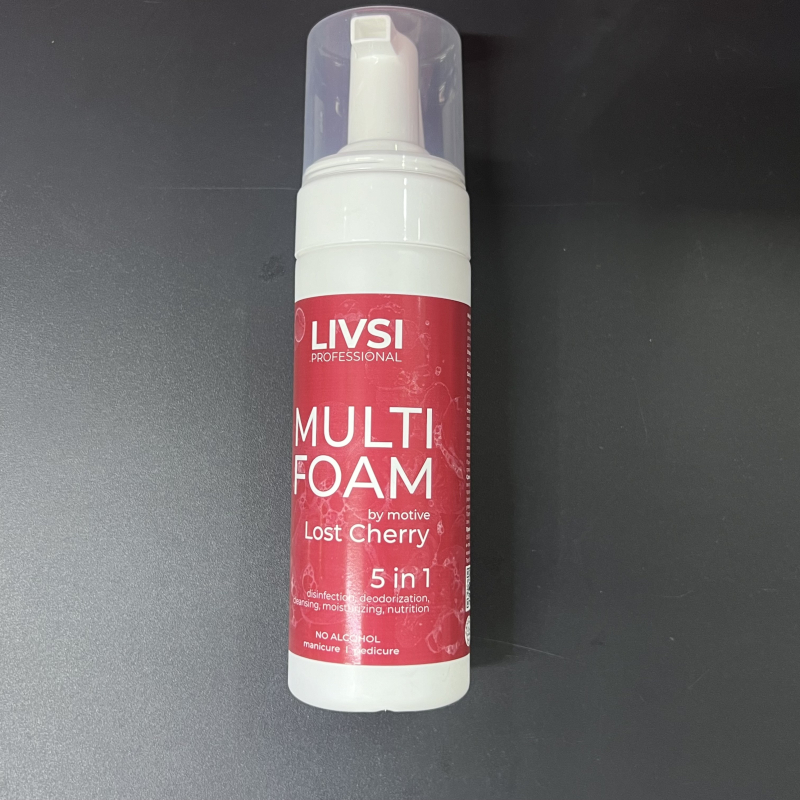 LIVSI
PROFESSIONAL
MULTI
FOAM
by motive
Lost Cherry
5 in 1
disinfection, deodorization,
cleansing, moisturizing, nutrition
NO ALCOHOL
manicure | pedicure